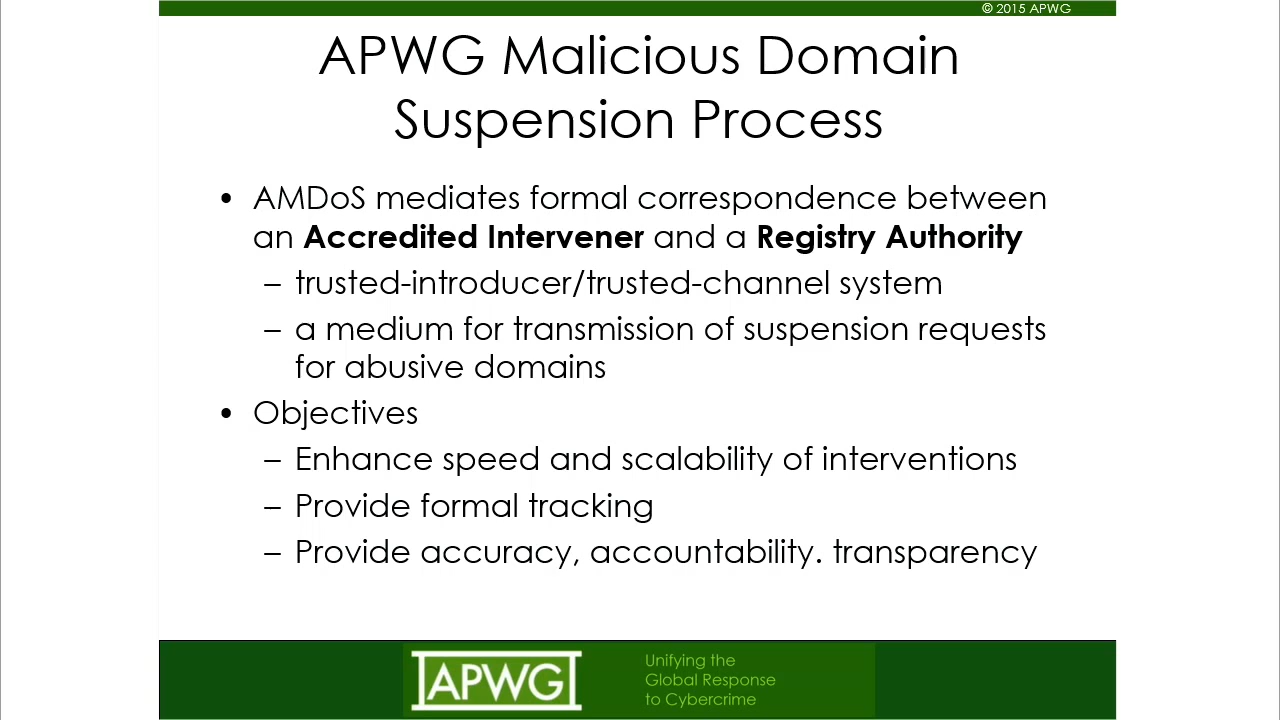 © 2015 APWG
APWG Malicious Domain
Suspension Process
• AMDoS mediates formal correspondence between
an Accredited Intervener and a Registry Authority
– trusted-introducer/trusted-channel system
– a medium for transmission of suspension requests
for abusive domains
• Objectives
– Enhance speed and scalability of interventions
– Provide formal tracking
– Provide accuracy, accountability. transparency
APWG
Unifying the
Global Response
to Cybercrime